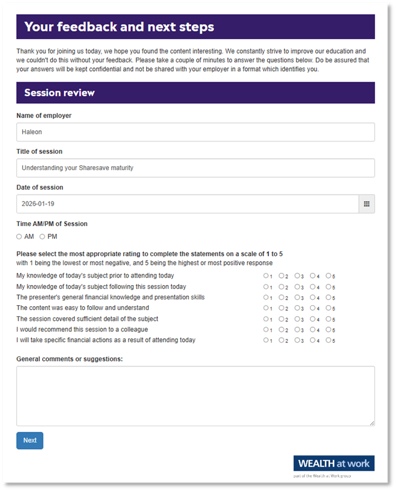 Your feedback and next steps
Thank you for joining us today, we hope you found the content interesting. We constantly strive to improve our education and
we couldn't do this without your feedback. Please take a couple of minutes to answer the questions below. Do be assured that
your answers will be kept confidential and not be shared with your employer in a format which identifies you.
Session review
Name of employer
Haleon
Title of session
Understanding your Sharesave maturity
Date of session
2026-01-19
Time AM/PM of Session
AM PM
Please select the most appropriate rating to complete the statements on a scale of 1 to 5
with 1 being the lowest or most negative, and 5 being the highest or most positive response
My knowledge of today's subject prior to attending today 1 2 3 4 5
My knowledge of today's subject following this session today 1 2 3 4 5
The presenter's general financial knowledge and presentation skills 1 2 3 4 5
The content was easy to follow and understand 1 2 3 4 5
The session covered sufficient detail of the subject 1 2 3 4 5
I would recommend this session to a colleague 1 2 3 4 5
I will take specific financial actions as a result of attending today 1 2 3 4 5
General comments or suggestions:
Next
WEALTH at work
part of the Wealth at Work group